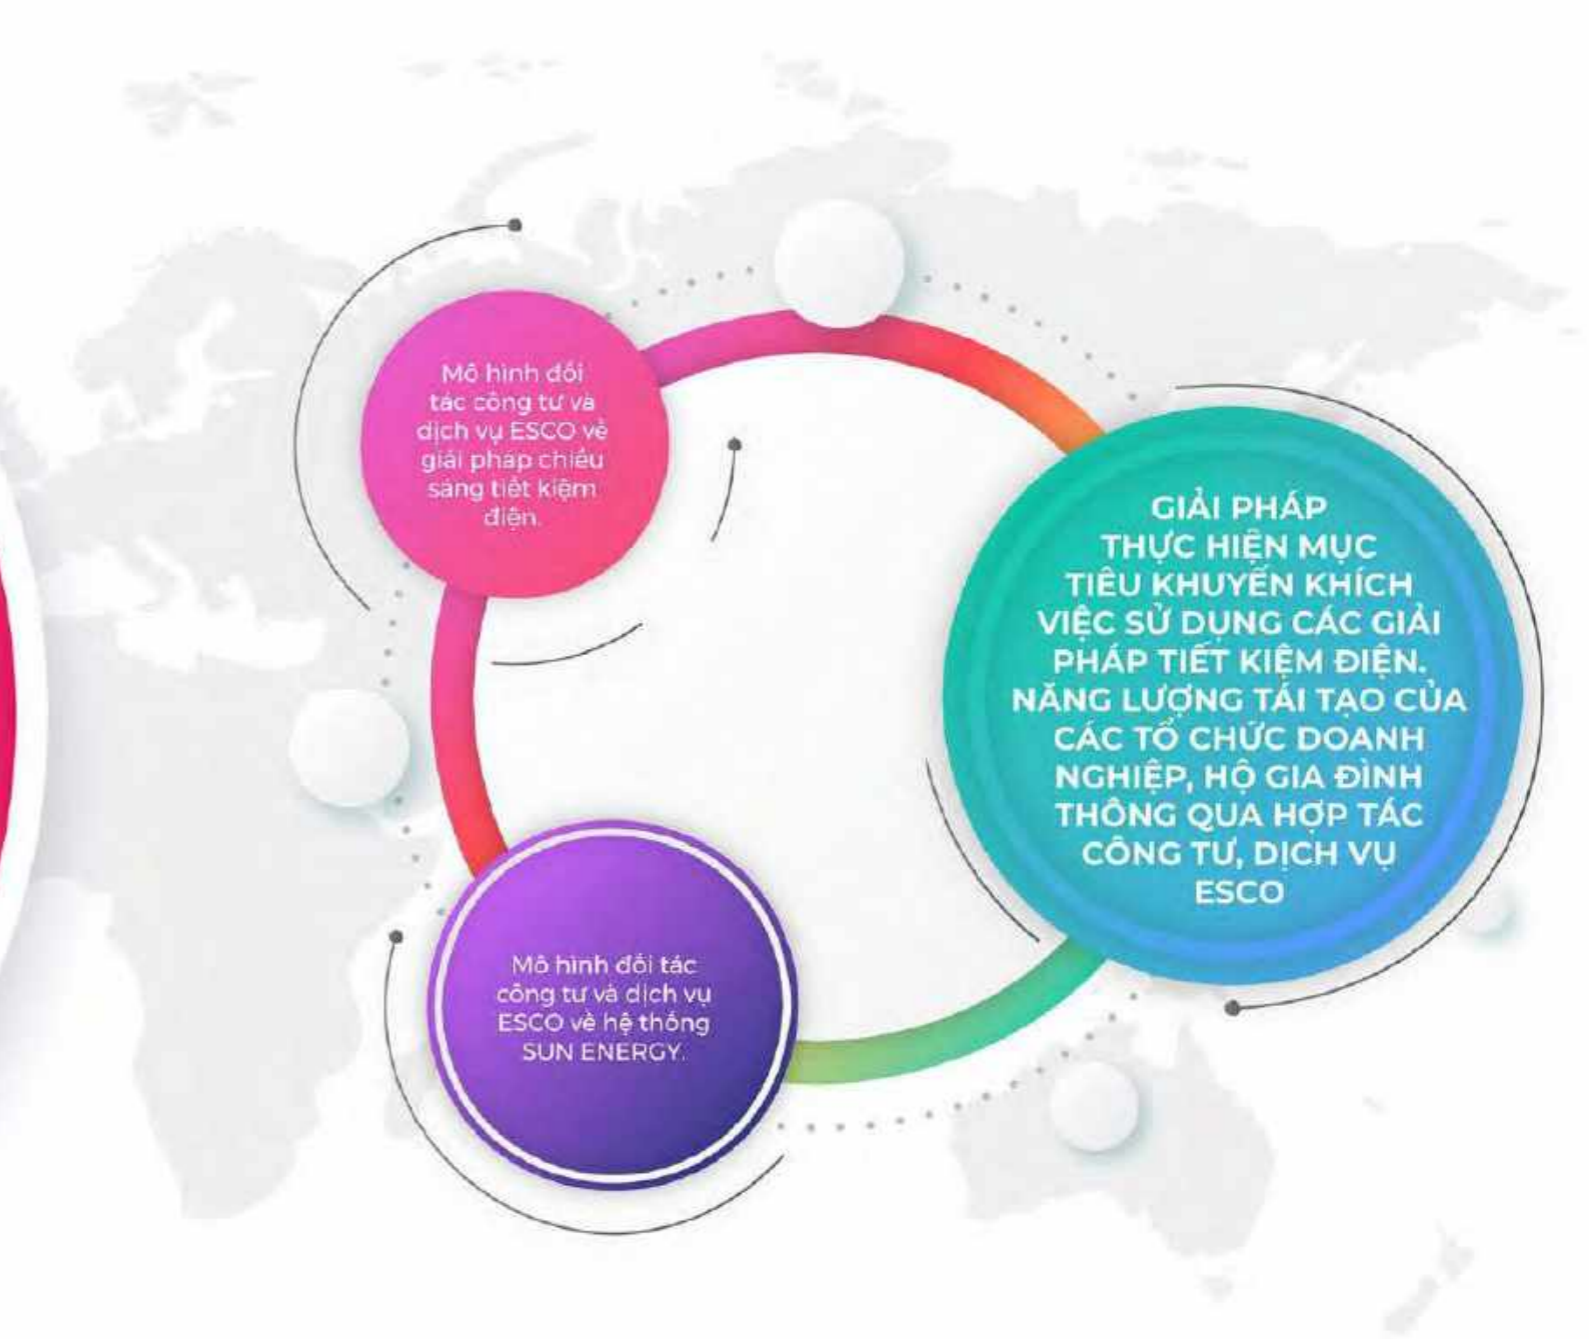 Mô hình đối
tác công tư và
dịch vụ ESCO về
giải pháp chiếu
sáng tiết kiệm
điện.
GIẢI PHÁP
THỰC HIỆN MỤC
TIÊU KHUYẾN KHÍCH
VIỆC SỬ DỤNG CÁC GIẢI
PHÁP TIẾT KIỆM ĐIỆN.
NĂNG LƯỢNG TÁI TẠO CỦA
CÁC TỔ CHỨC DOANH
NGHIỆP, HỘ GIA ĐÌNH
THÔNG QUA HỢP TÁC
CÔNG TƯ, DỊCH VỤ
ESCO
Mô hình đối tác
công tư và dịch vụ
ESCO về hệ thống
SUN ENERGY.